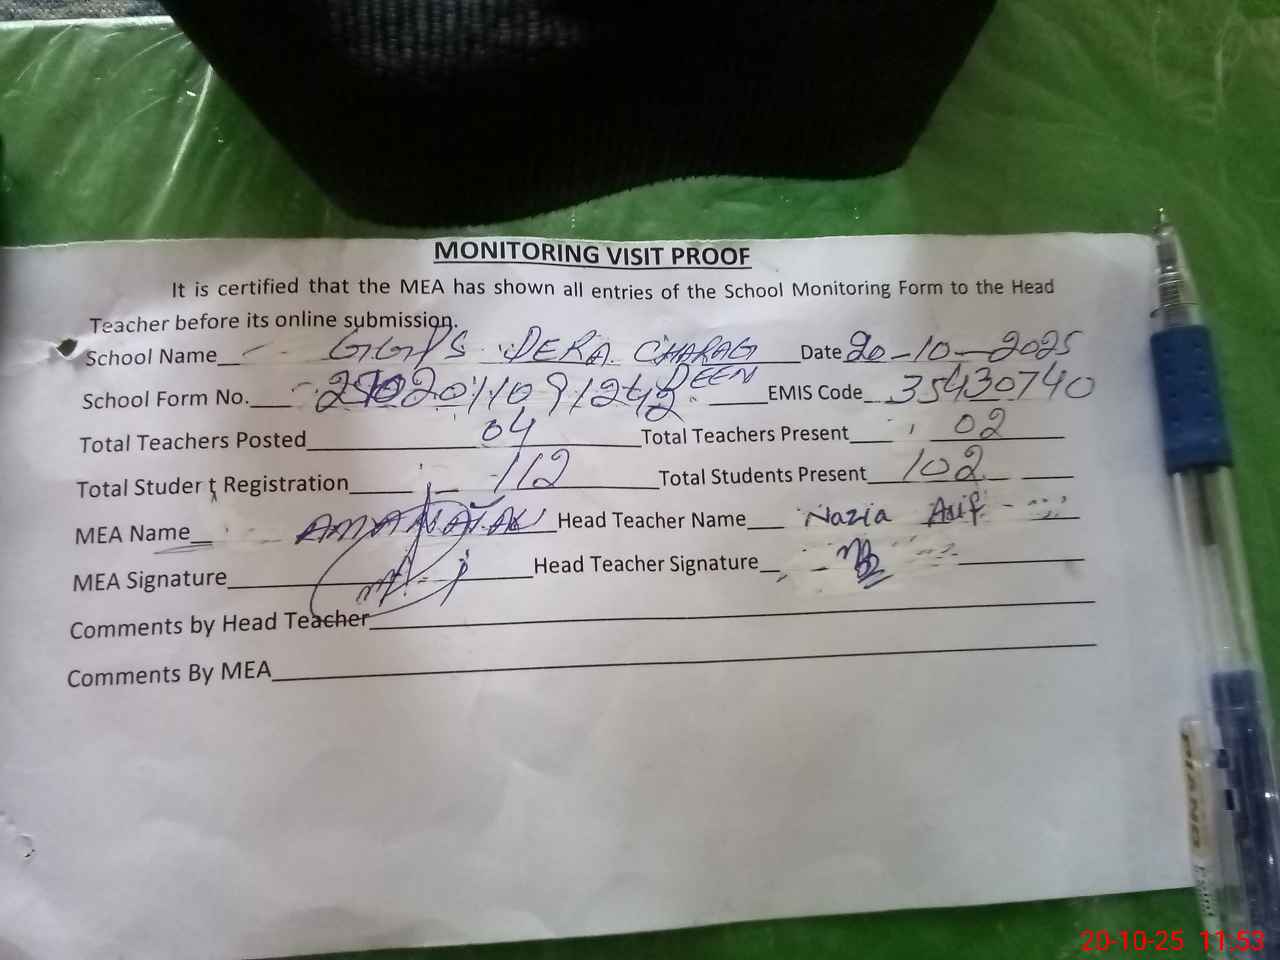 MONITORING VISIT PROOF
It is certified that the MEA has shown all entries of the School Monitoring Form to the Head
Teacher before its online submission.
School Name GGPS DERA CHARAG DEEN Date 20-10-2025
School Form No. EMIS Code 35430740
Total Teachers Posted 04 Total Teachers Present 02
Total Student Registration 112 Total Students Present 102
MEA Name Head Teacher Name Nazia Asif
MEA Signature Head Teacher Signature
Comments by Head Teacher
Comments By MEA
PIANO
20-10-25 11:53